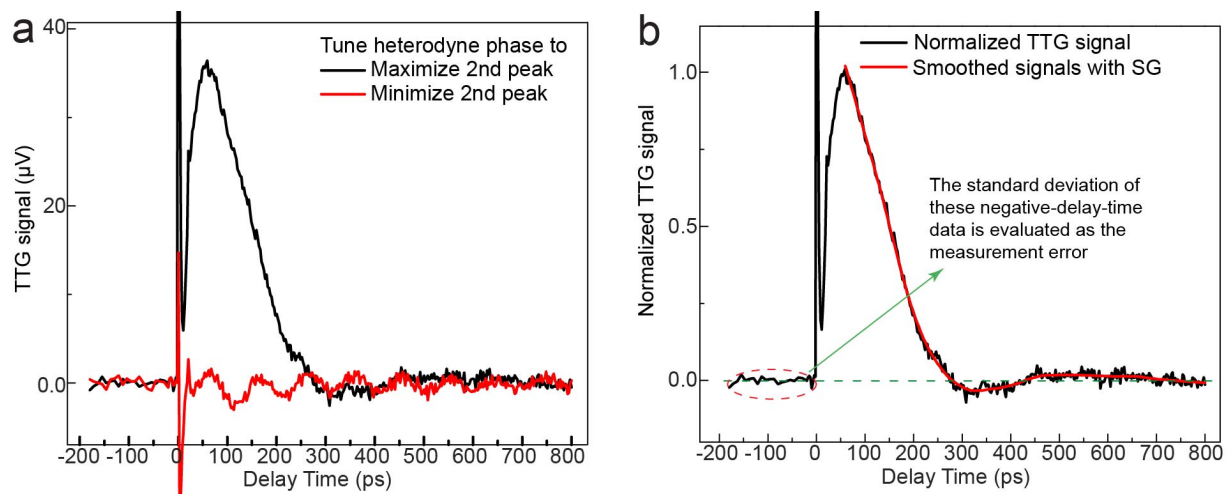 a
Tune heterodyne phase to
Maximize 2nd peak
Minimize 2nd peak
TTG signal (μV)
40
20
0.0
-200 -100 0 100 200 300 400 500 600 700 800
Delay Time (ps)
b
Normalized TTG signal
Smoothed signals with SG
The standard deviation of
these negative-delay-time
data is evaluated as the
measurement error
Normalized TTG signal
1.0
0.5
0.0
-200 -100 0 100 200 300 400 500 600 700 800
Delay Time (ps)